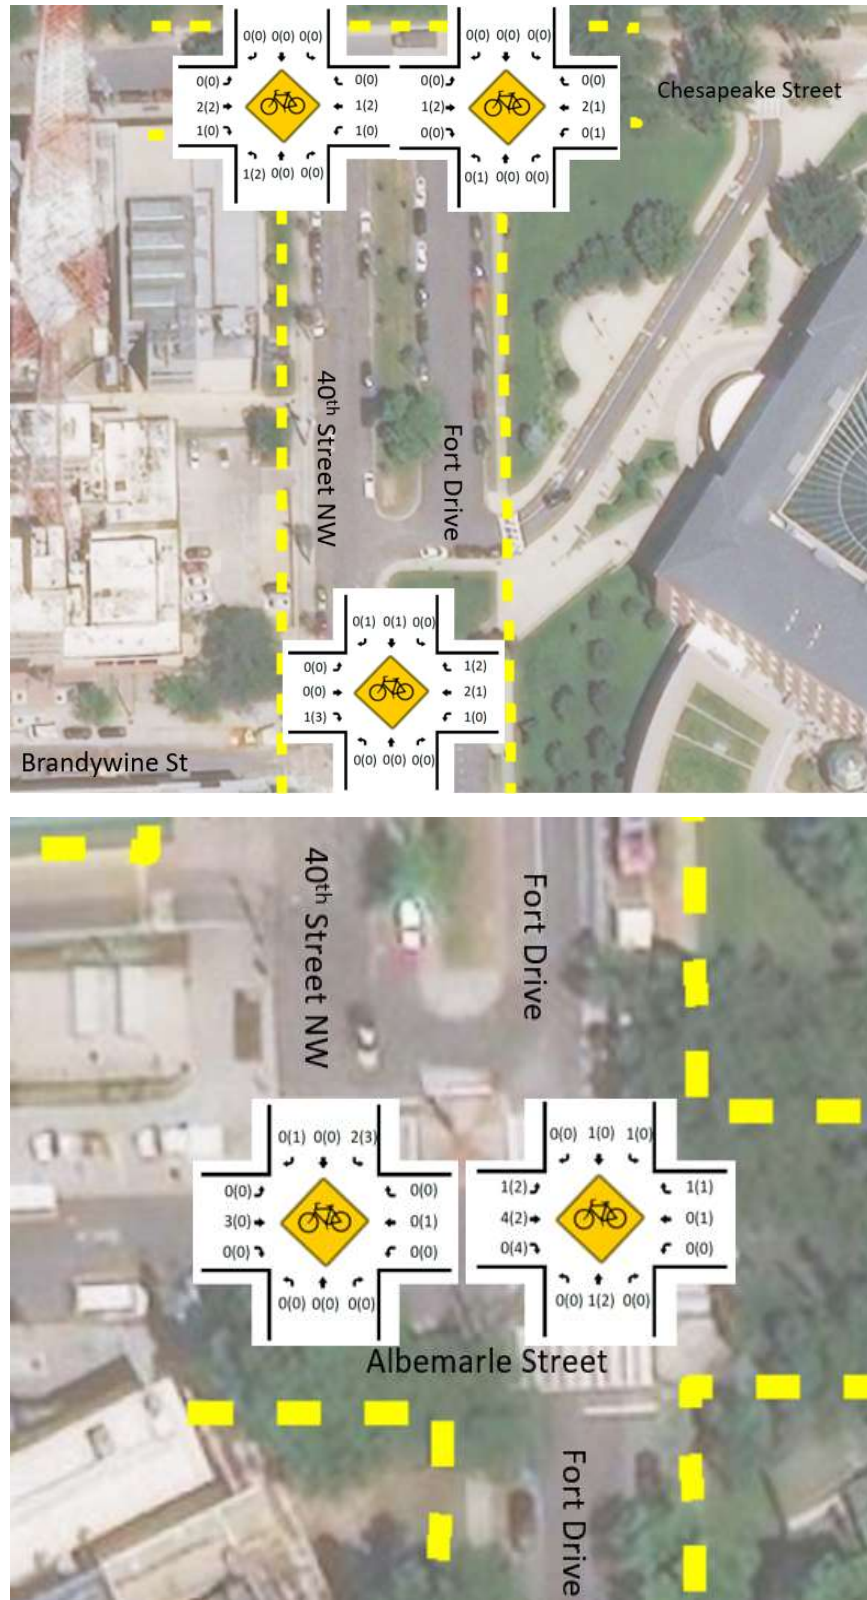 0(0) 0(0) 0(0)
0(0) 0(0)
2(2) 1(2)
1(0) 1(0)
1(2) 0(0) 0(0)
0(0) 0(0) 0(0)
0(0) 0(0)
1(2) 2(1)
0(0) 0(1)
0(1) 0(0) 0(0)
Chesapeake Street
40th Street NW
Fort Drive
0(1) 0(1) 0(0)
0(0) 1(2)
0(0) 2(1)
1(3) 1(0)
0(0) 0(0) 0(0)
Brandywine St
40th Street NW
Fort Drive
0(1) 0(0) 2(3)
0(0) 0(0)
3(0) 0(1)
0(0) 0(0)
0(0) 0(0) 0(0)
0(0) 1(0) 1(0)
1(2) 1(1)
4(2) 0(1)
0(4) 0(0)
0(0) 1(2) 0(0)
Albemarle Street
Fort Drive